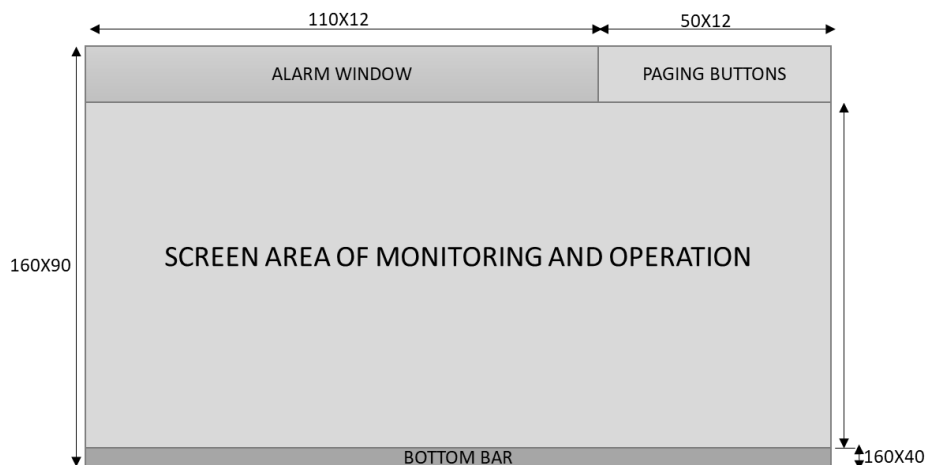 110X12
50X12
ALARM WINDOW
PAGING BUTTONS
SCREEN AREA OF MONITORING AND OPERATION
160X90
BOTTOM BAR
160X40